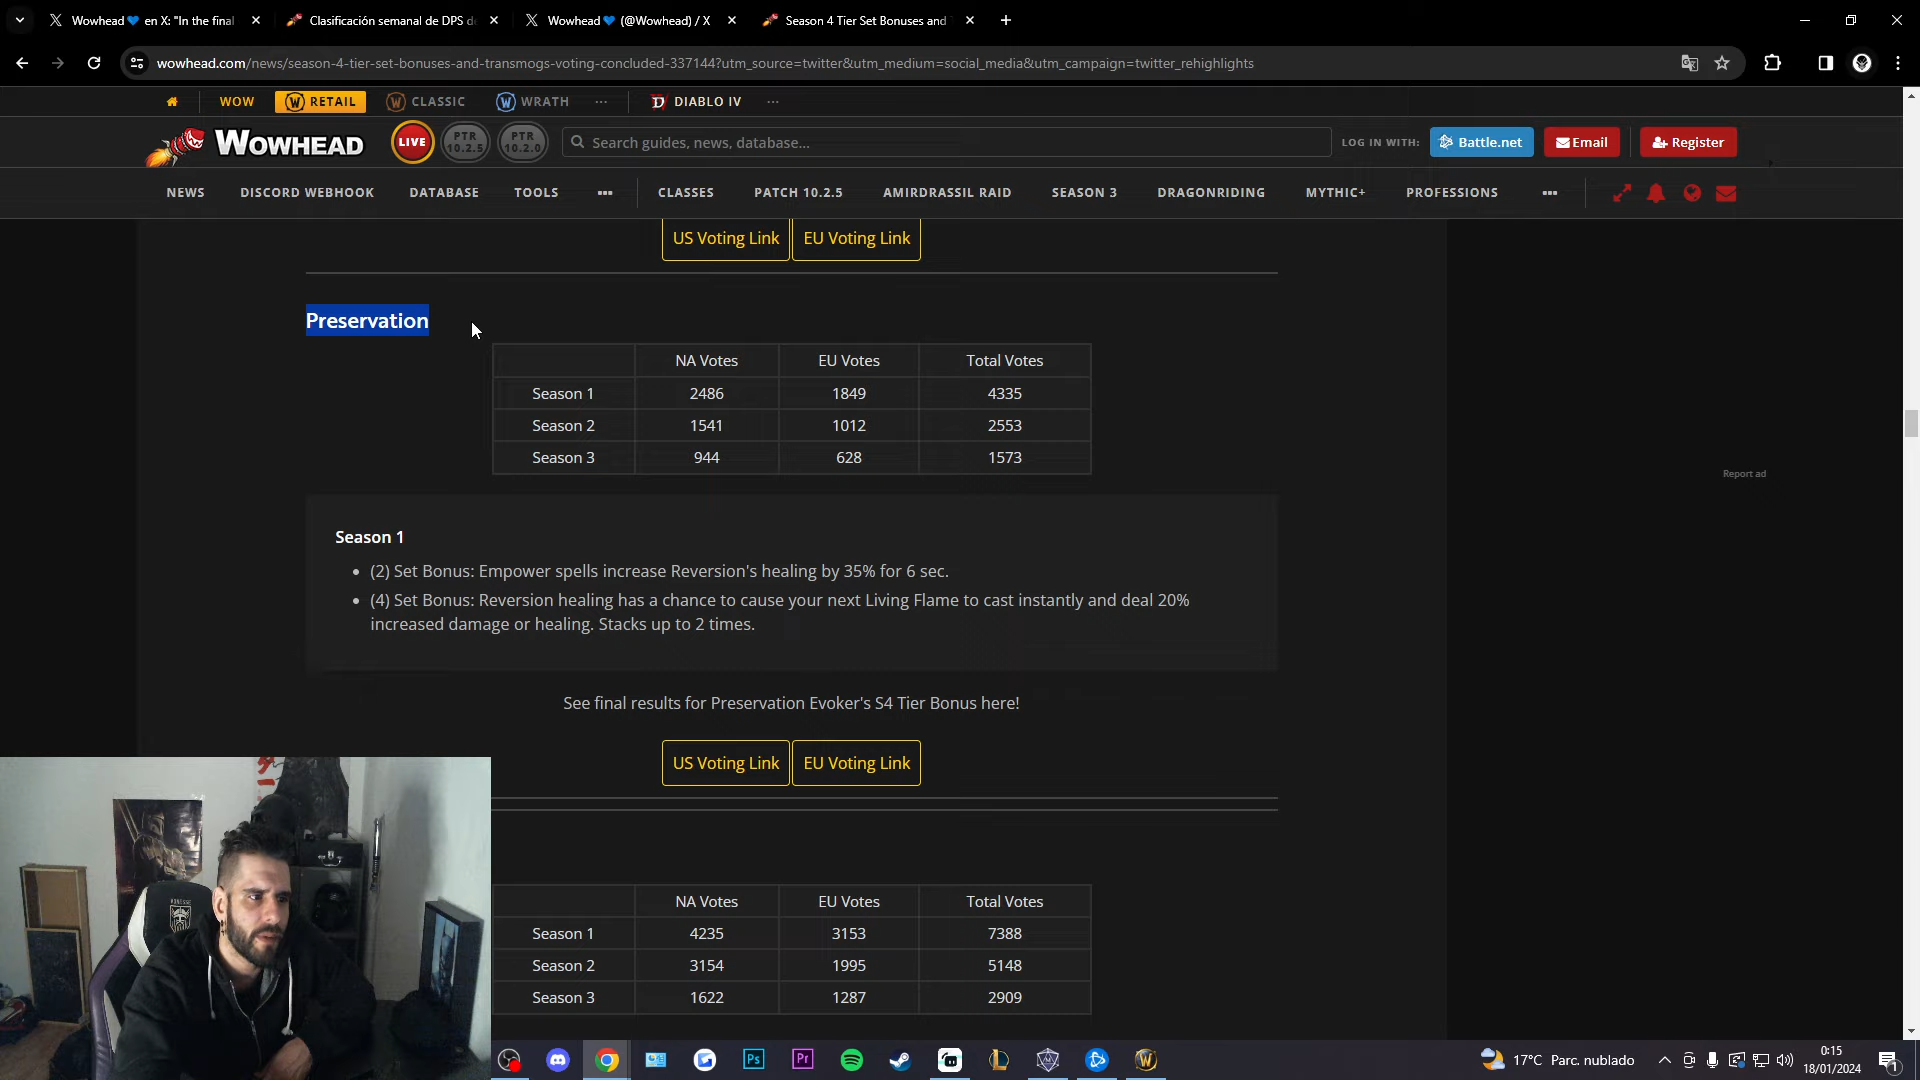 Wowhead💙 en X: "In the final
Clasificación semanal de DPS de
Wowhead💙 (@Wowhead) / X
Season 4 Tier Set Bonuses and
wowhead.com/news/season-4-tier-set-bonuses-and-transmogs-voting-concluded-337144?utm_source=twitter&utm_medium=social_media&utm_campaign=twitter_rehighlights
WOW RETAIL CLASSIC WRATH ... DIABLO IV ...
WOWHEAD LIVE PTR 10.2.5 PTR 10.2.0 Search guides, news, database... LOG IN WITH: Battle.net Email Register
NEWS DISCORD WEBHOOK DATABASE TOOLS ... CLASSES PATCH 10.2.5 AMIRDRASSIL RAID SEASON 3 DRAGONRIDING MYTHIC+ PROFESSIONS ...
US Voting Link EU Voting Link
Preservation
NA Votes EU Votes Total Votes
Season 1 2486 1849 4335
Season 2 1541 1012 2553
Season 3 944 628 1573
Report ad
Season 1
• (2) Set Bonus: Empower spells increase Reversion's healing by 35% for 6 sec.
• (4) Set Bonus: Reversion healing has a chance to cause your next Living Flame to cast instantly and deal 20%
increased damage or healing. Stacks up to 2 times.
See final results for Preservation Evoker's S4 Tier Bonus here!
US Voting Link EU Voting Link
NA Votes EU Votes Total Votes
Season 1 4235 3153 7388
Season 2 3154 1995 5148
Season 3 1622 1287 2909
Ps Pr
17°C Parc. nublado
0:15
18/01/2024
1